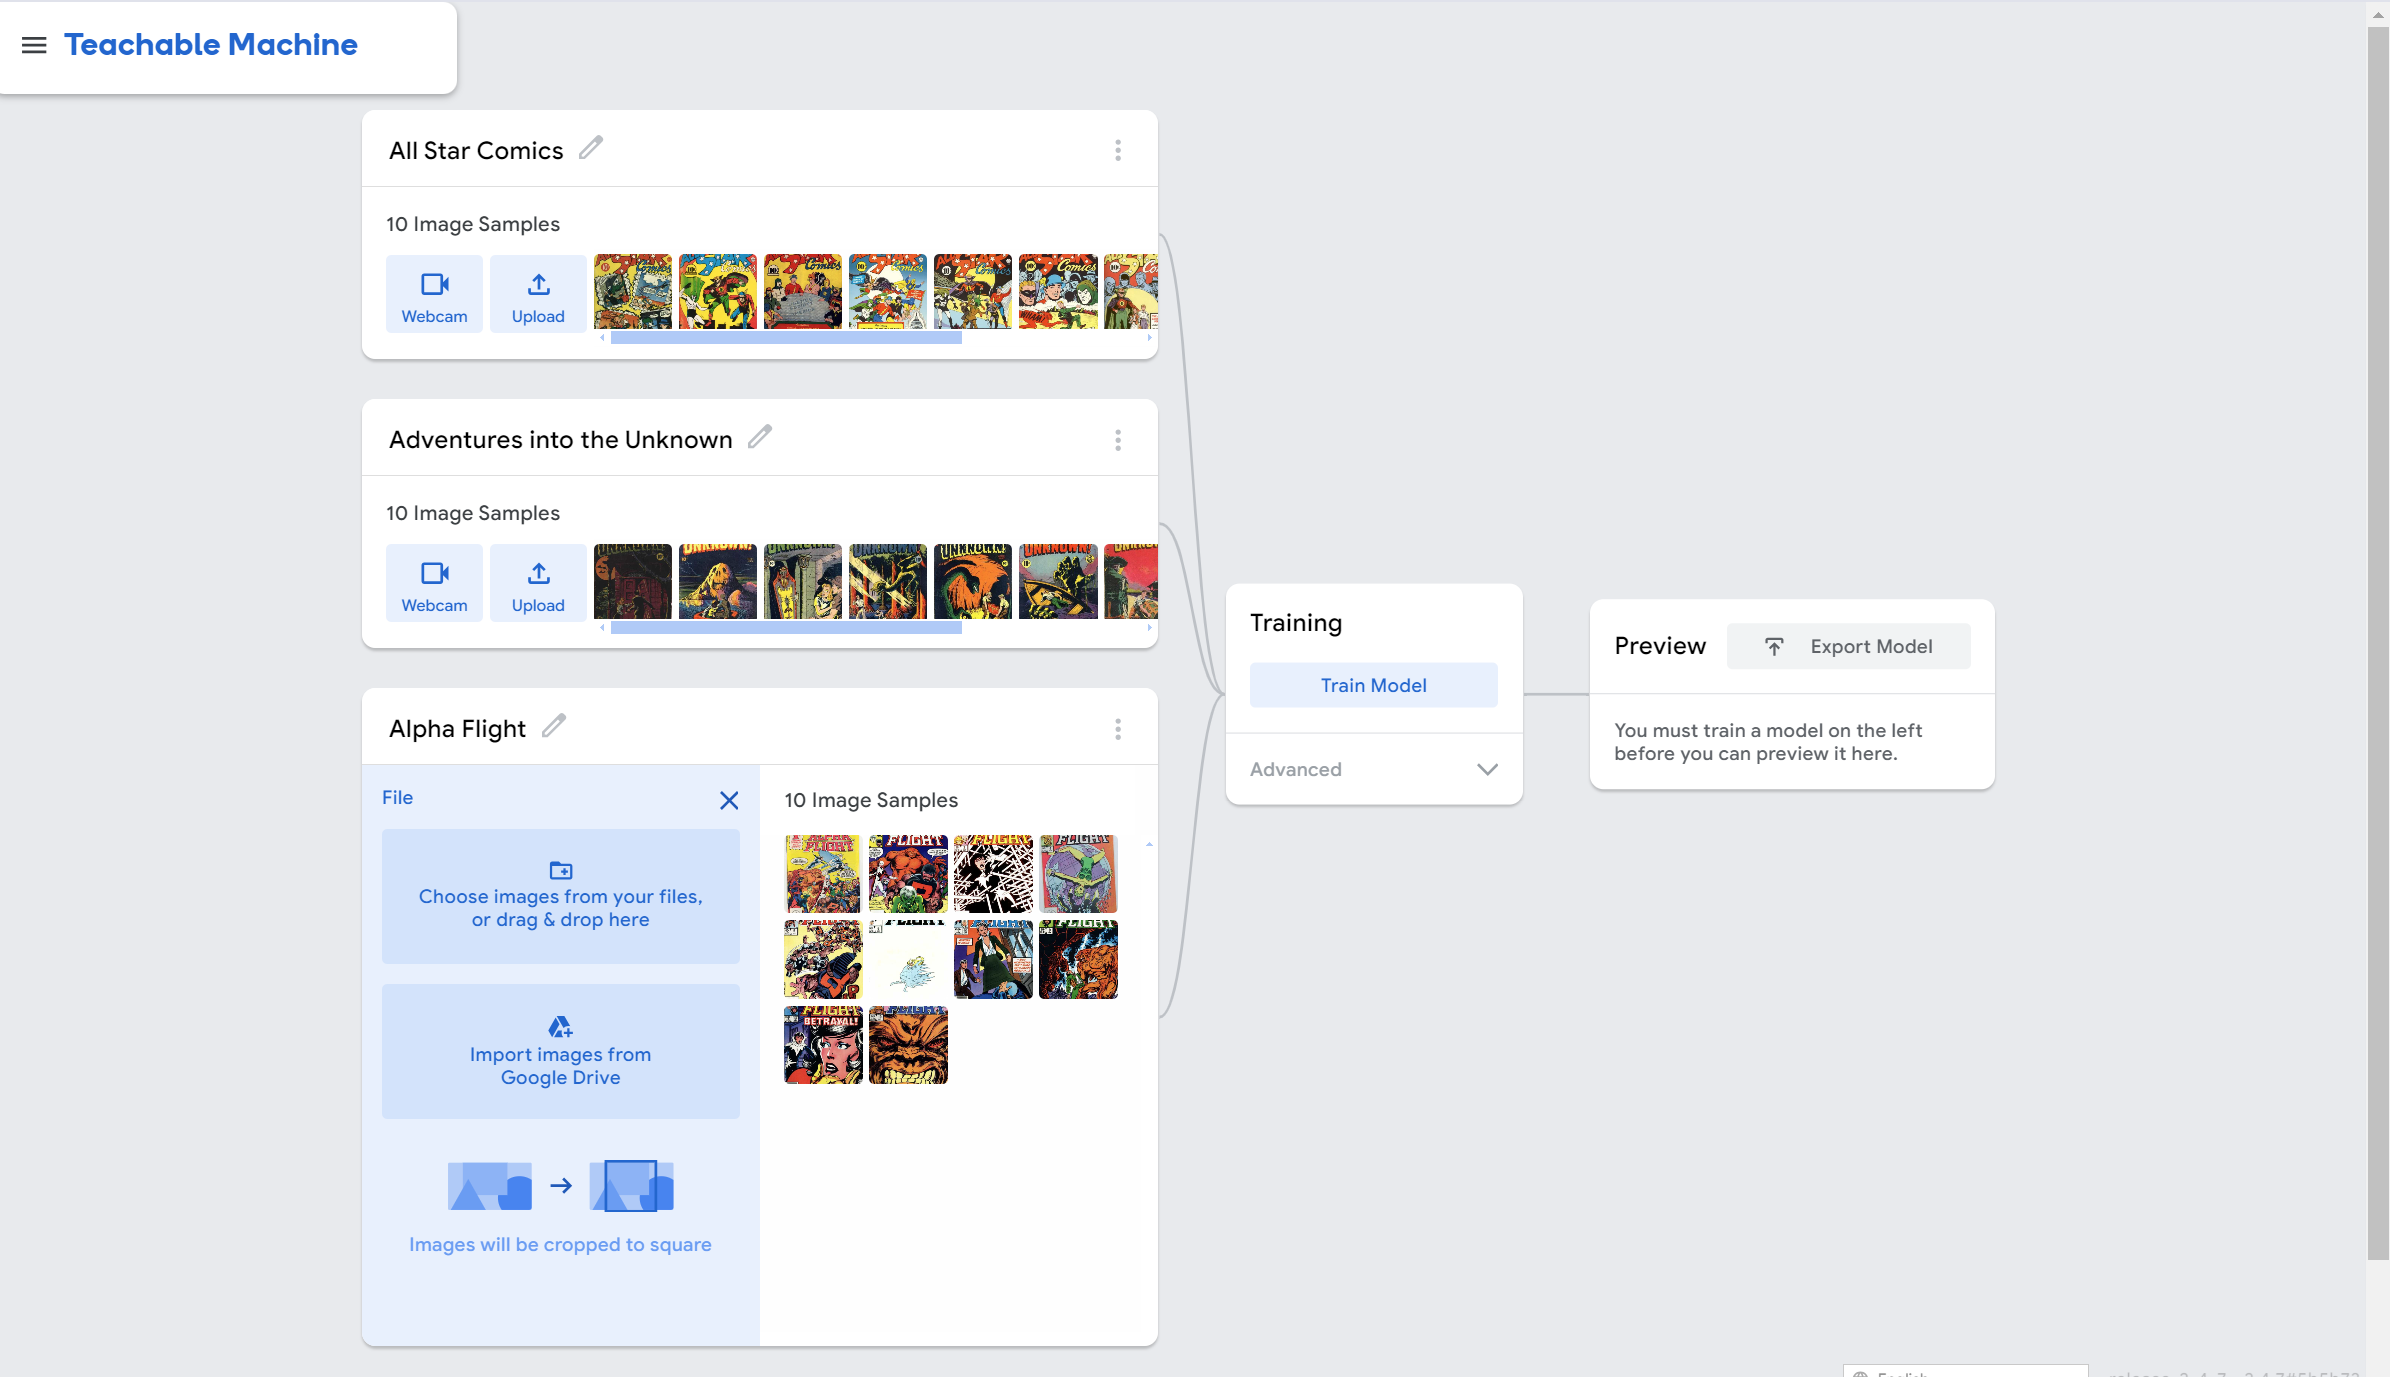 Teachable Machine
All Star Comics
10 Image Samples
Webcam
Upload
Adventures into the Unknown
10 Image Samples
Webcam
Upload
Alpha Flight
File
Choose images from your files,
or drag & drop here
Import images from
Google Drive
Images will be cropped to square
10 Image Samples
FLIGHT
BETRAYAL!
Training
Train Model
Advanced
Preview
Export Model
You must train a model on the left
before you can preview it here.